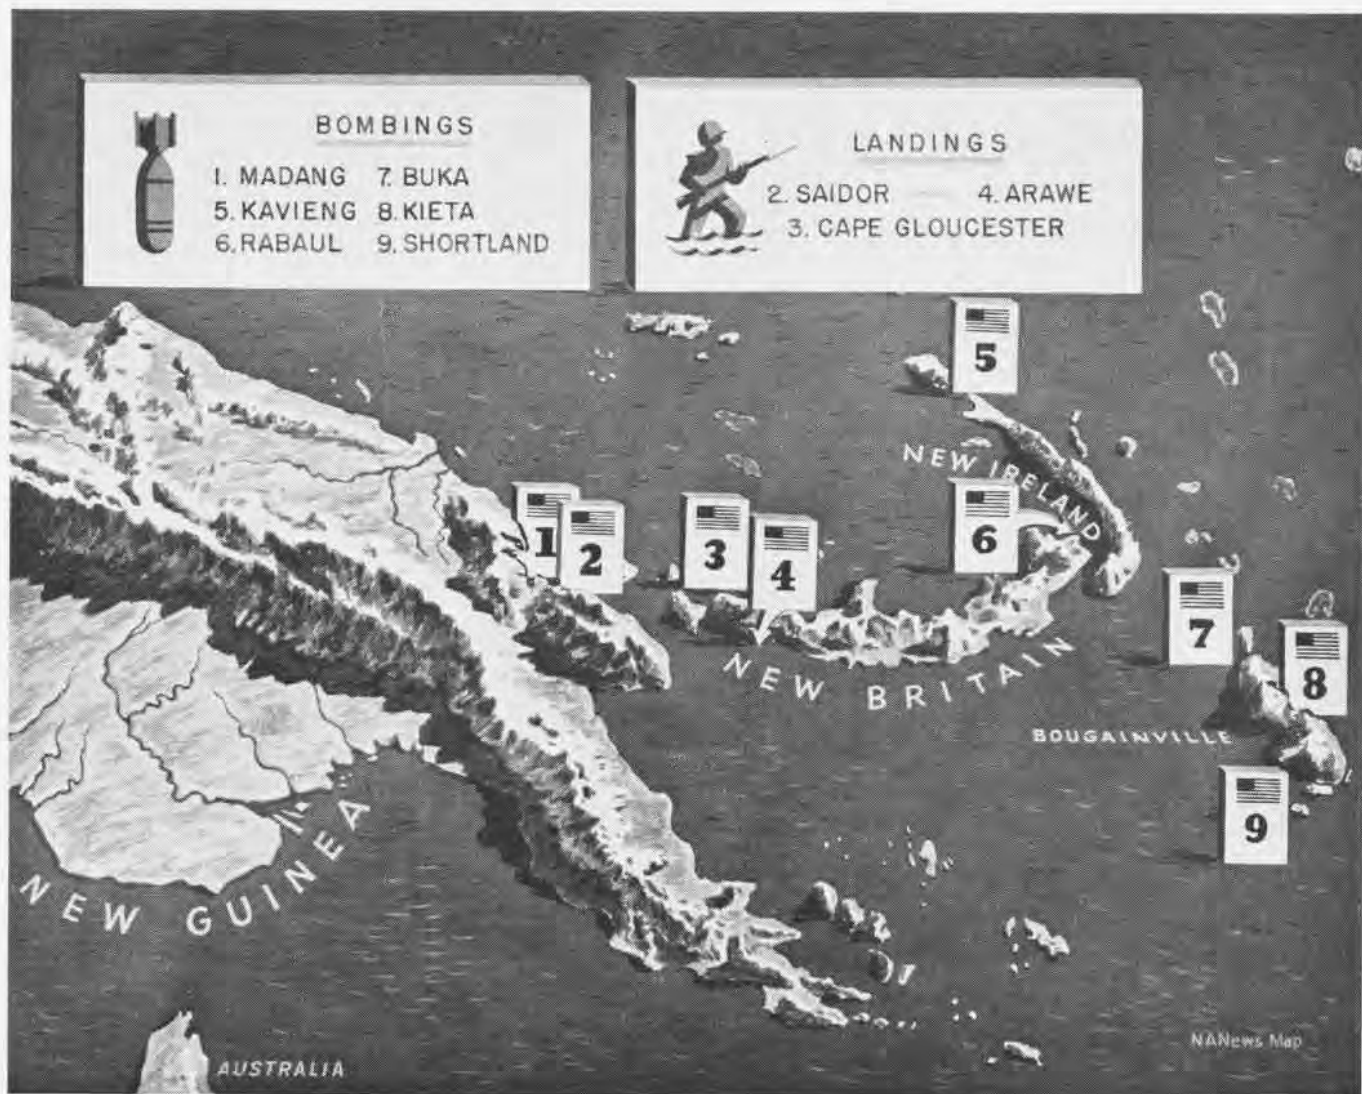 BOMBINGS
1. MADANG 7. BUKA
5. KAVIENG 8. KIETA
6. RABAUL 9. SHORTLAND
LANDINGS
2. SAIDOR 4. ARAWE
3. CAPE GLOUCESTER
5
NEW IRELAND
1
2
3
4
6
7
8
9
NEW BRITAIN
BOUGAINVILLE
NEW GUINEA
AUSTRALIA
NANews Map